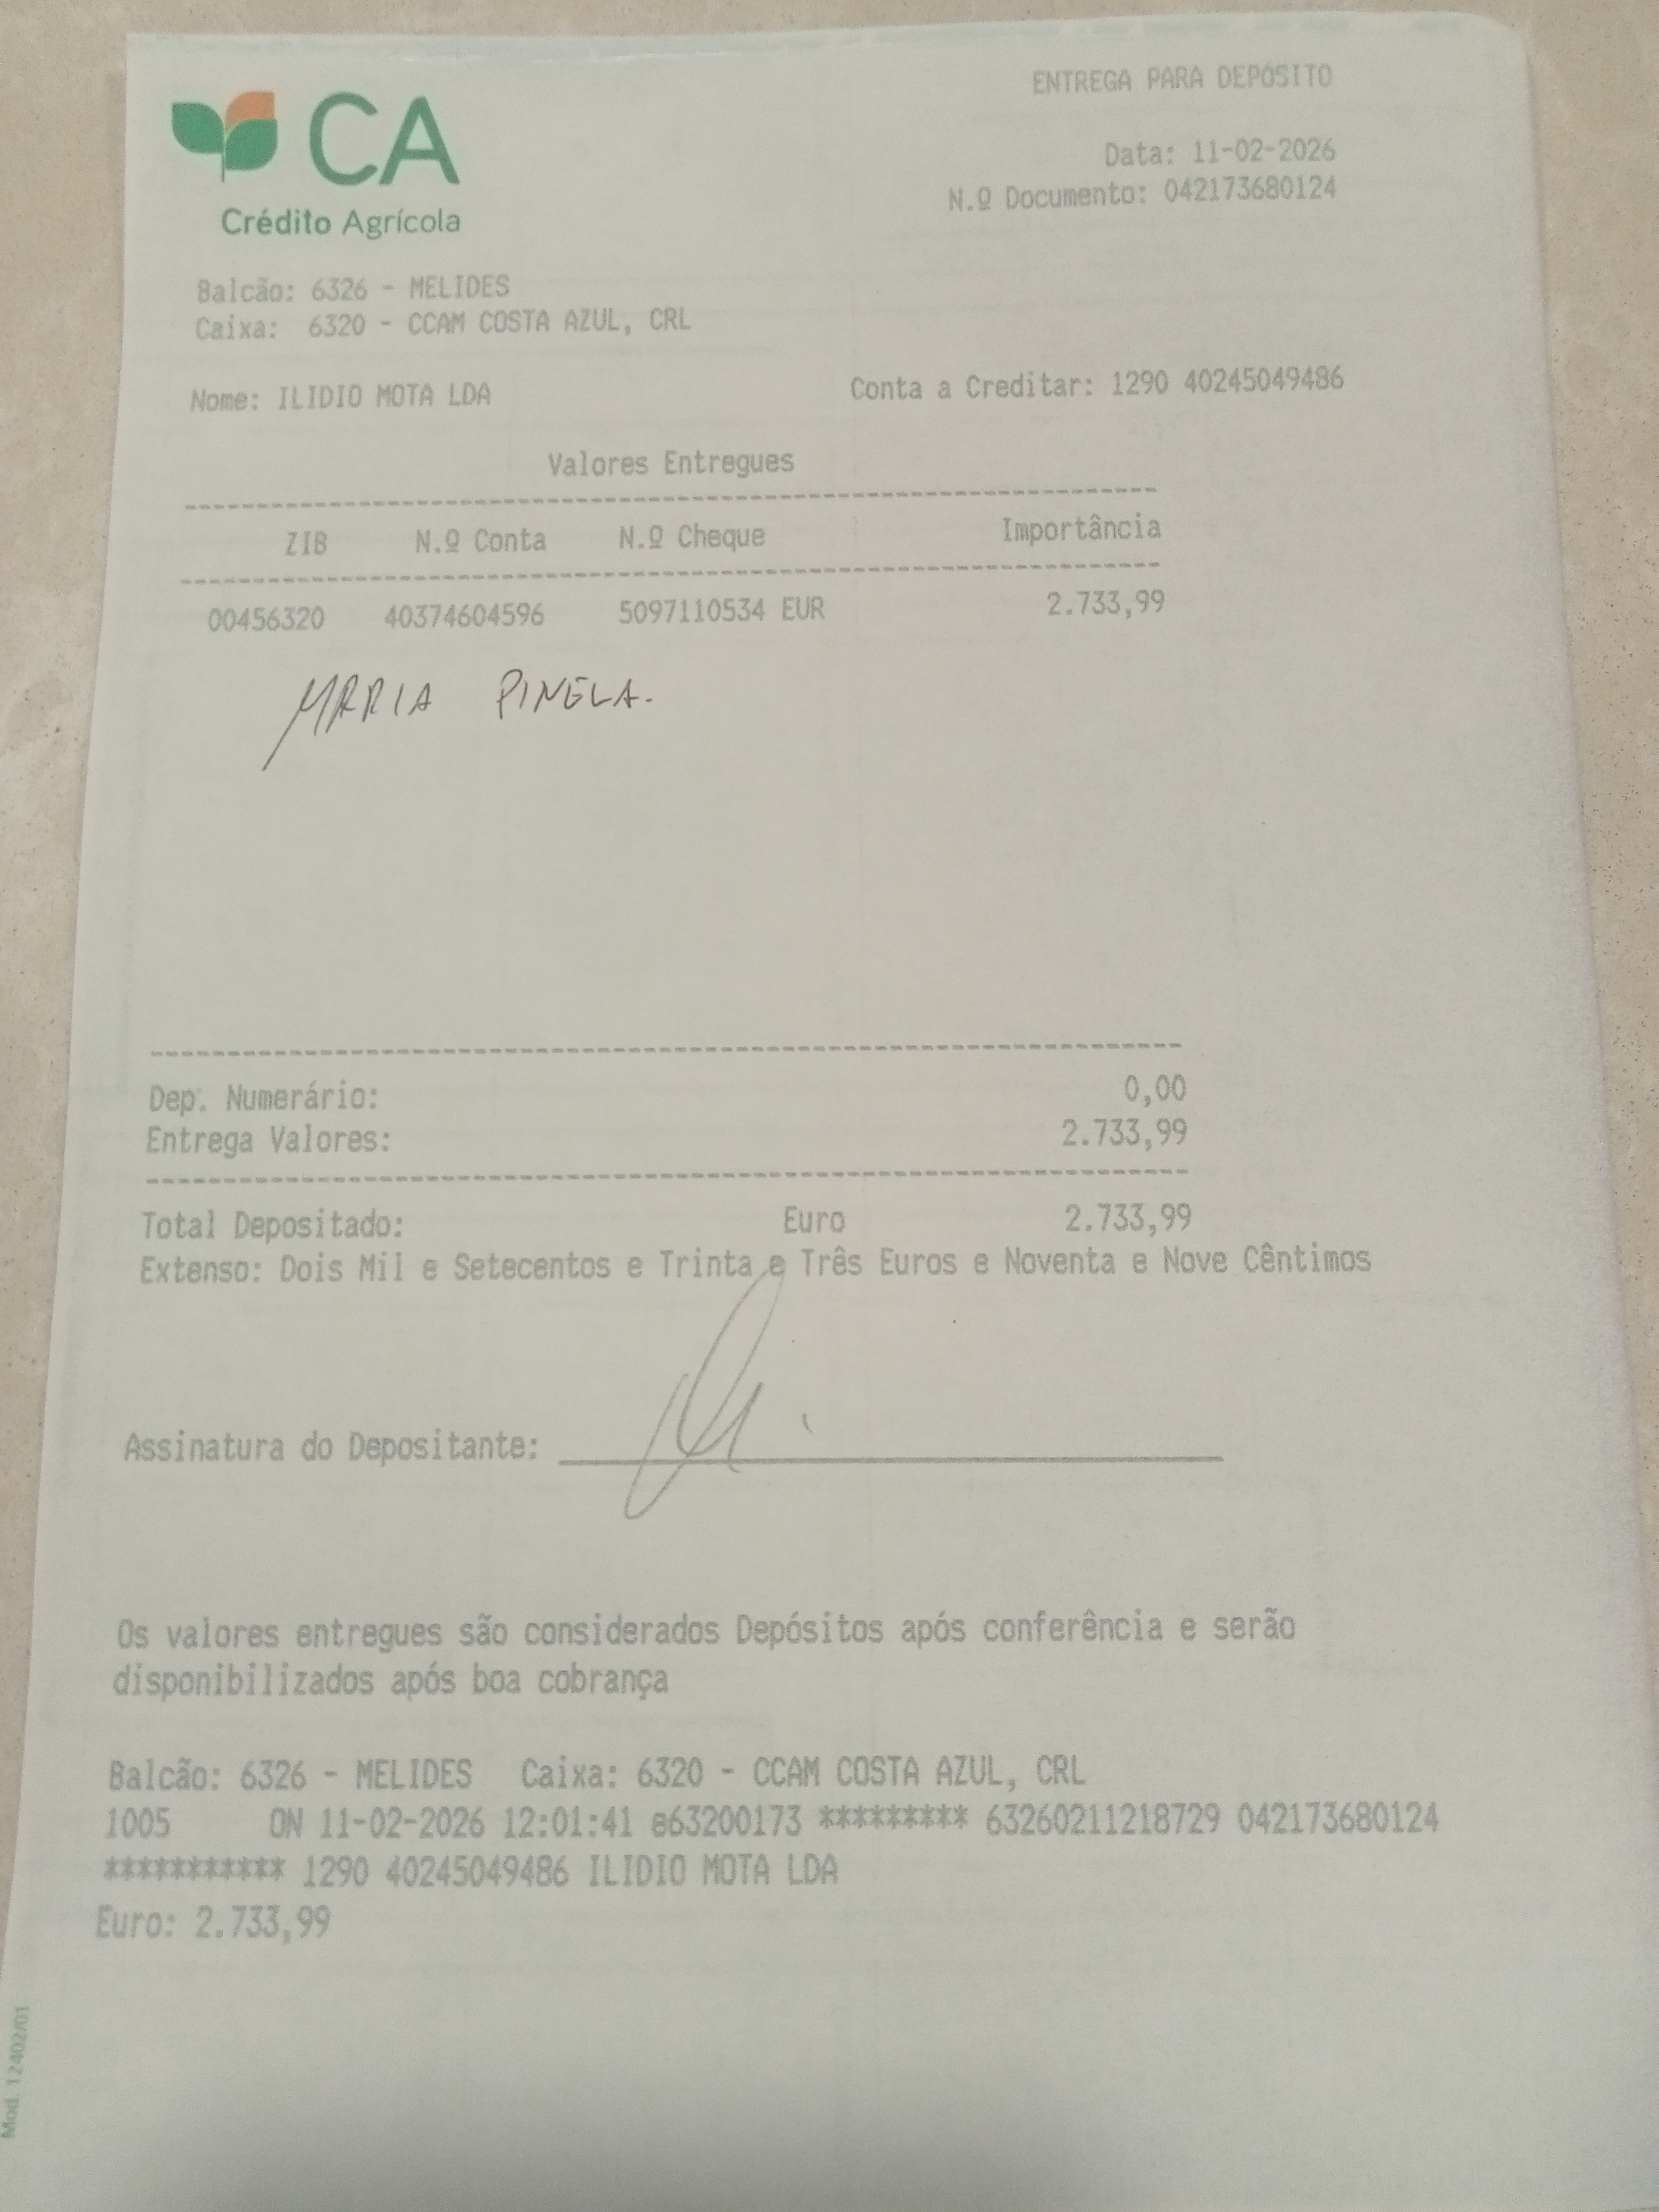 CA
Crédito Agrícola
ENTREGA PARA DEPÓSITO
Data: 11-02-2026
N.º Documento: 042173680124
Balcão: 6326 - MELIDES
Caixa: 6320 - CCAM COSTA AZUL, CRL
Nome: ILIDIO MOTA LDA Conta a Creditar: 1290 40245049486
Valores Entregues
ZIB N.º Conta N.º Cheque Importância
00456320 40374604596 5097110534 EUR 2.733,99
MARIA PINELA.
Dep. Numerário: 0,00
Entrega Valores: 2.733,99
Total Depositado: Euro 2.733,99
Extenso: Dois Mil e Setecentos e Trinta e Três Euros e Noventa e Nove Cêntimos
Assinatura do Depositante:
Os valores entregues são considerados Depósitos após conferência e serão
disponibilizados após boa cobrança
Balcão: 6326 - MELIDES Caixa: 6320 - CCAM COSTA AZUL, CRL
1005 ON 11-02-2026 12:01:41 e63200173 ********* 63260211218729 042173680124
*********** 1290 40245049486 ILIDIO MOTA LDA
Euro: 2.733,99
Mod. 12402/01